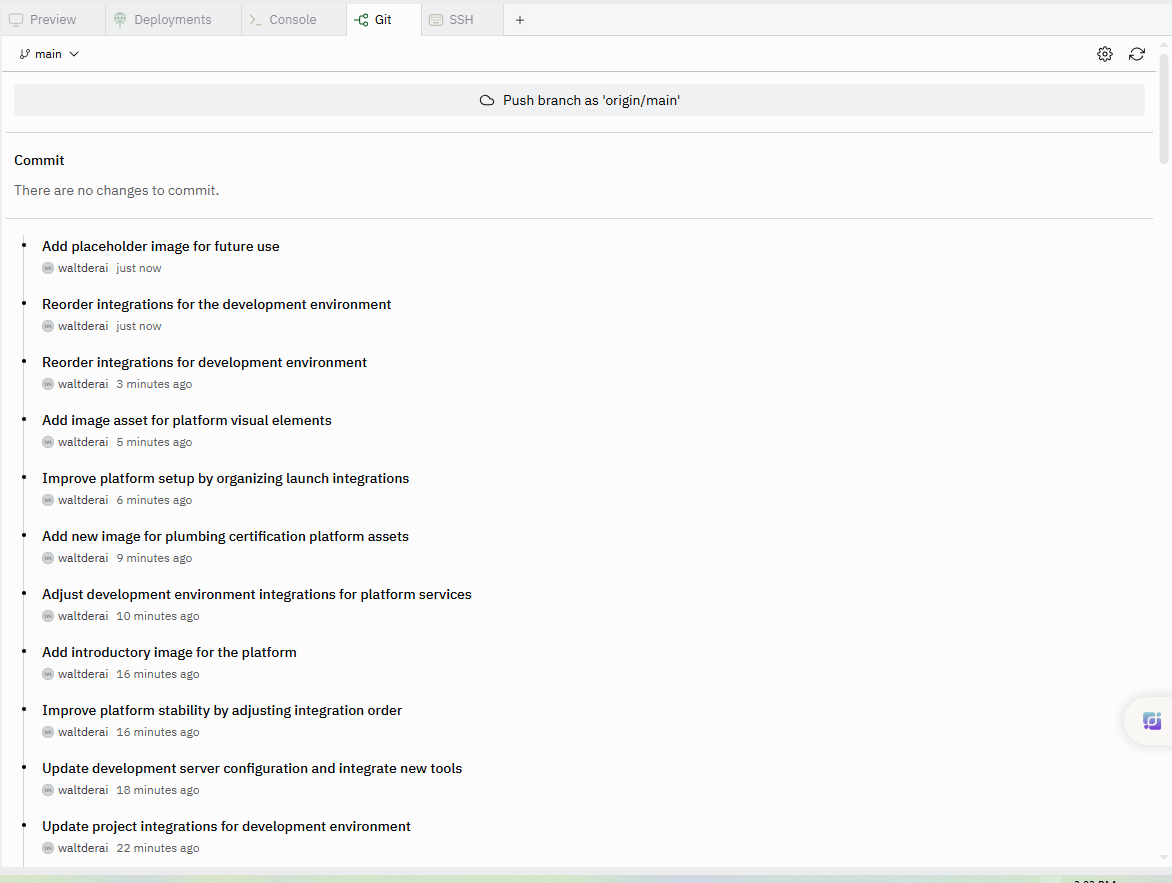 Preview Deployments >_ Console Git SSH +
main
Push branch as 'origin/main'
Commit
There are no changes to commit.
Add placeholder image for future use
WA waltderai just now
Reorder integrations for the development environment
WA waltderai just now
Reorder integrations for development environment
WA waltderai 3 minutes ago
Add image asset for platform visual elements
WA waltderai 5 minutes ago
Improve platform setup by organizing launch integrations
WA waltderai 6 minutes ago
Add new image for plumbing certification platform assets
WA waltderai 9 minutes ago
Adjust development environment integrations for platform services
WA waltderai 10 minutes ago
Add introductory image for the platform
WA waltderai 16 minutes ago
Improve platform stability by adjusting integration order
WA waltderai 16 minutes ago
Update development server configuration and integrate new tools
WA waltderai 18 minutes ago
Update project integrations for development environment
WA waltderai 22 minutes ago